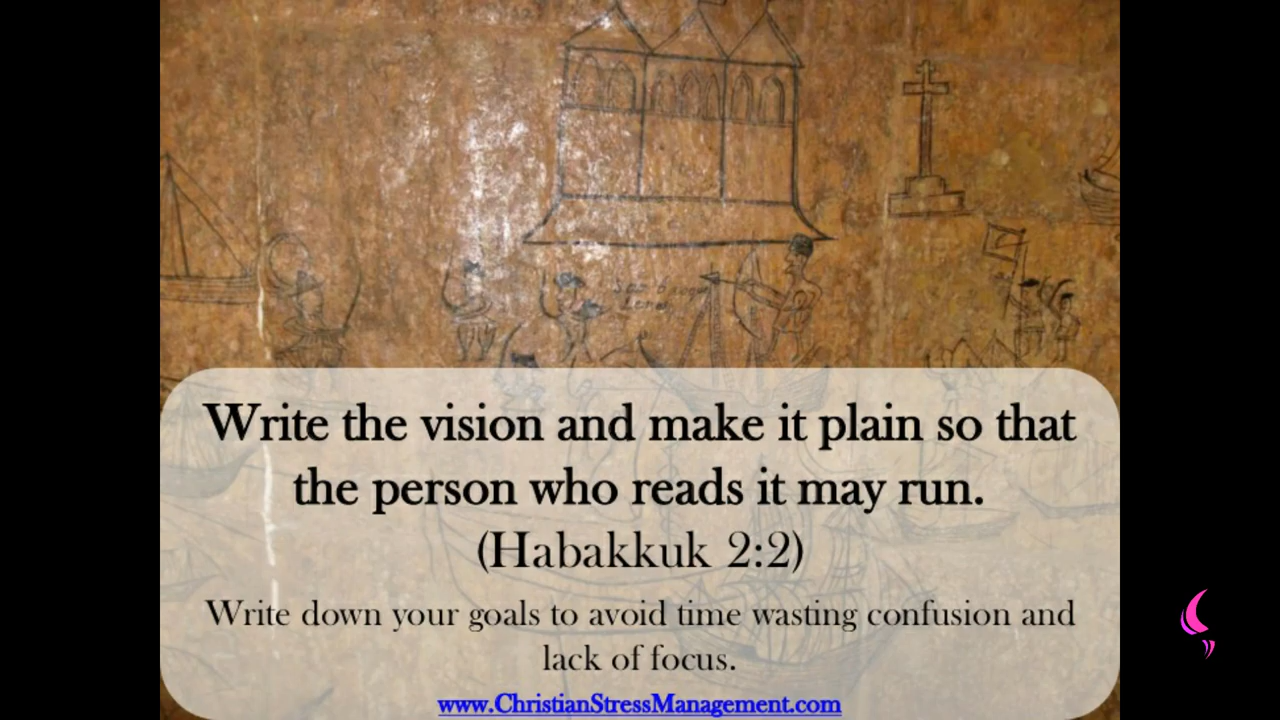 Write the vision and make it plain so that
the person who reads it may run.
(Habakkuk 2:2)
Write down your goals to avoid time wasting confusion and
lack of focus.
www.ChristianStressManagement.com